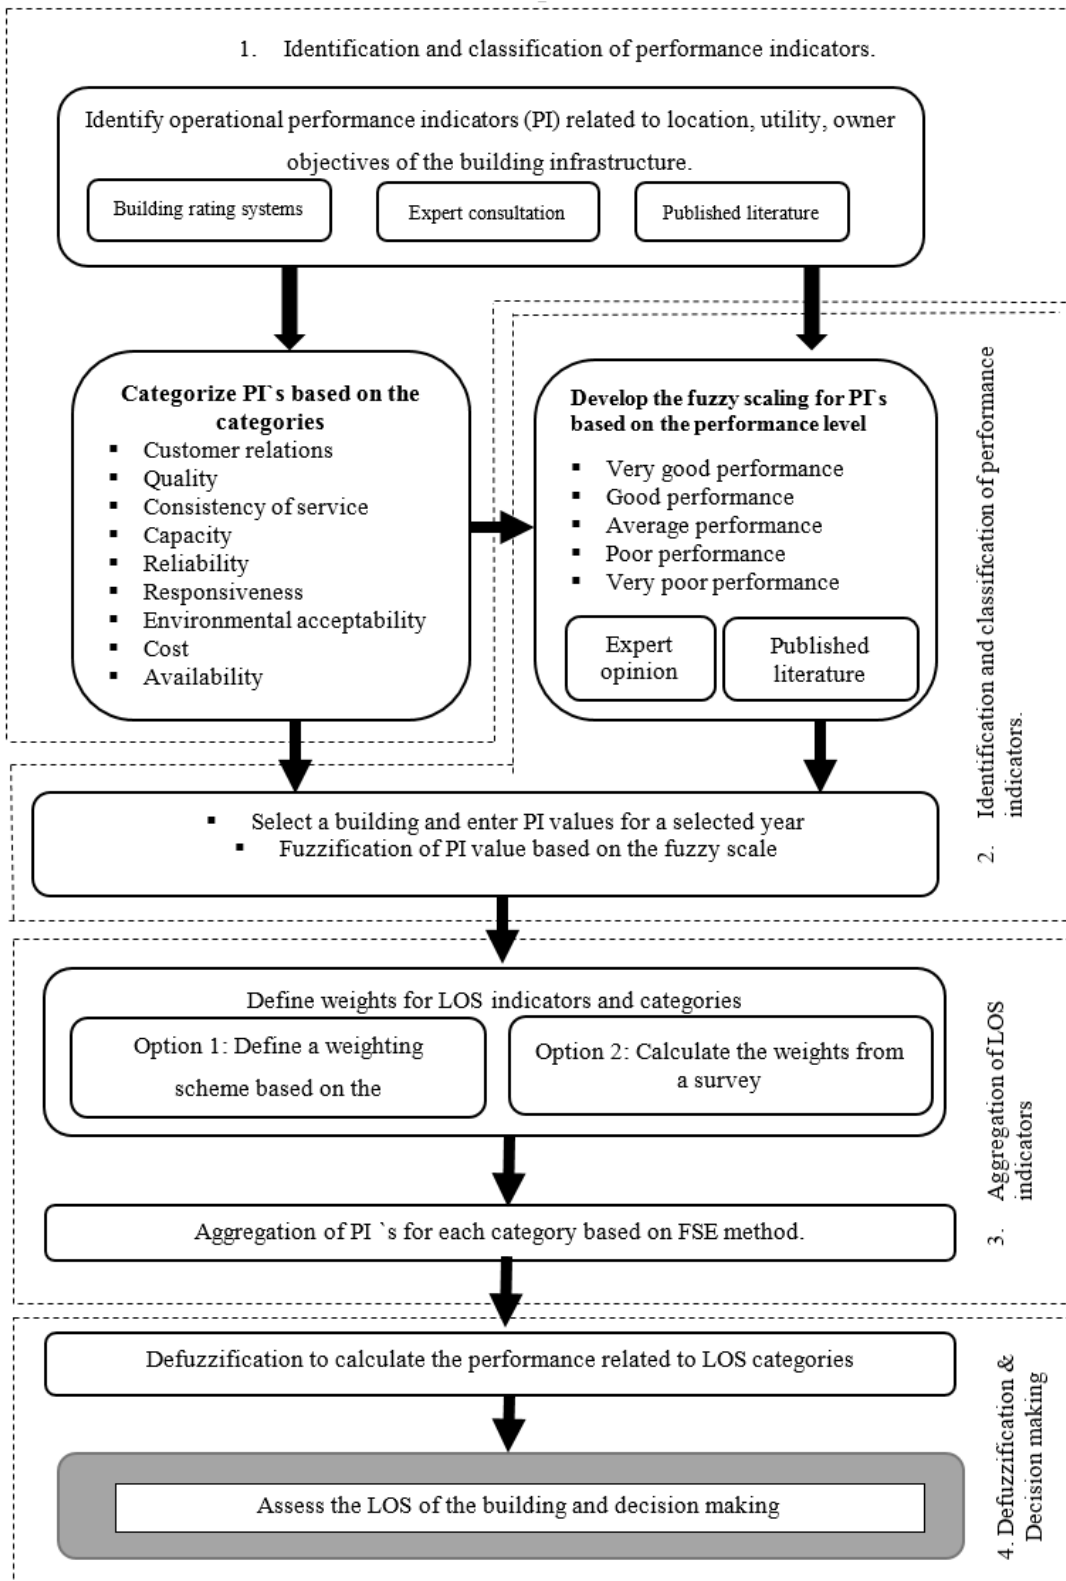 1. Identification and classification of performance indicators.
Identify operational performance indicators (PI) related to location, utility, owner
objectives of the building infrastructure.
Building rating systems
Expert consultation
Published literature
Categorize PI`s based on the
categories
▪ Customer relations
▪ Quality
▪ Consistency of service
▪ Capacity
▪ Reliability
▪ Responsiveness
▪ Environmental acceptability
▪ Cost
▪ Availability
Develop the fuzzy scaling for PI`s
based on the performance level
▪ Very good performance
▪ Good performance
▪ Average performance
▪ Poor performance
▪ Very poor performance
Expert
opinion
Published
literature
2. Identification and classification of performance
indicators.
▪ Select a building and enter PI values for a selected year
▪ Fuzzification of PI value based on the fuzzy scale
Define weights for LOS indicators and categories
Option 1: Define a weighting
scheme based on the
Option 2: Calculate the weights from
a survey
Aggregation of PI `s for each category based on FSE method.
3. Aggregation of LOS
indicators
Defuzzification to calculate the performance related to LOS categories
Assess the LOS of the building and decision making
4. Defuzzification &
Decision making